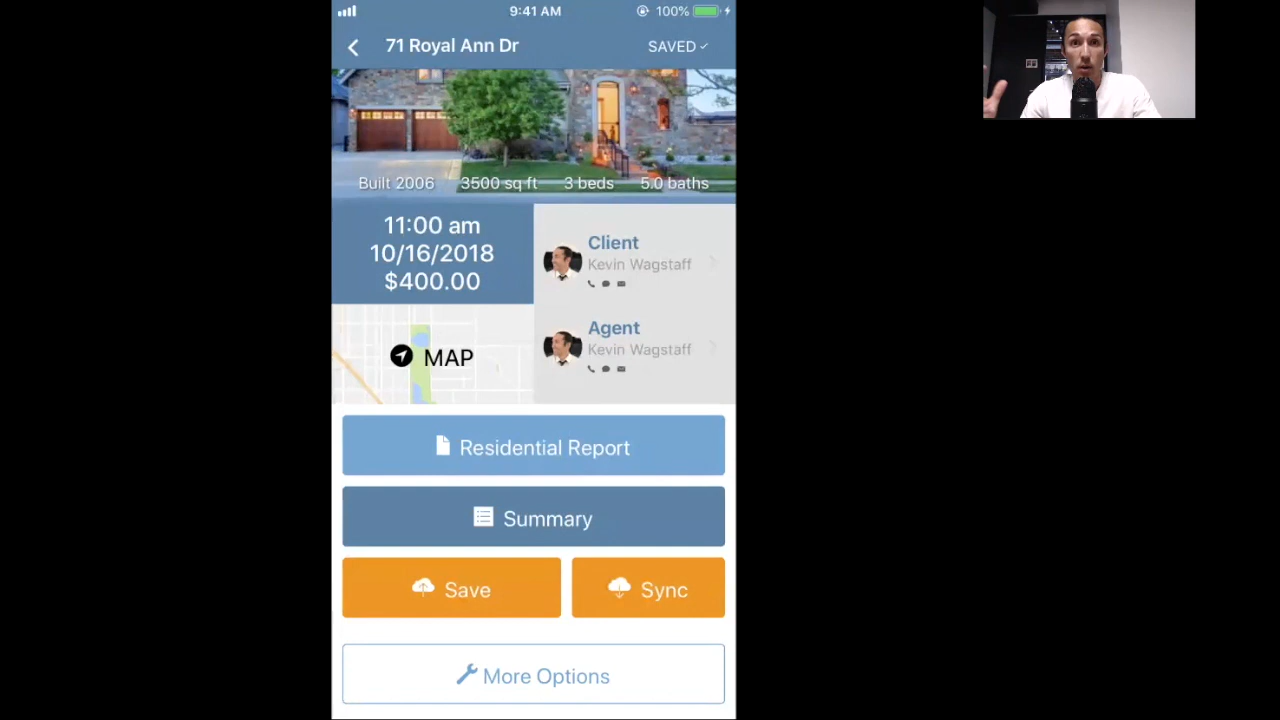 9:41 AM
100%
71 Royal Ann Dr
SAVED
Built 2006
3500 sq ft
3 beds
5.0 baths
11:00 am
10/16/2018
$400.00
Client
Kevin Wagstaff
Agent
Kevin Wagstaff
MAP
Residential Report
Summary
Save
Sync
More Options